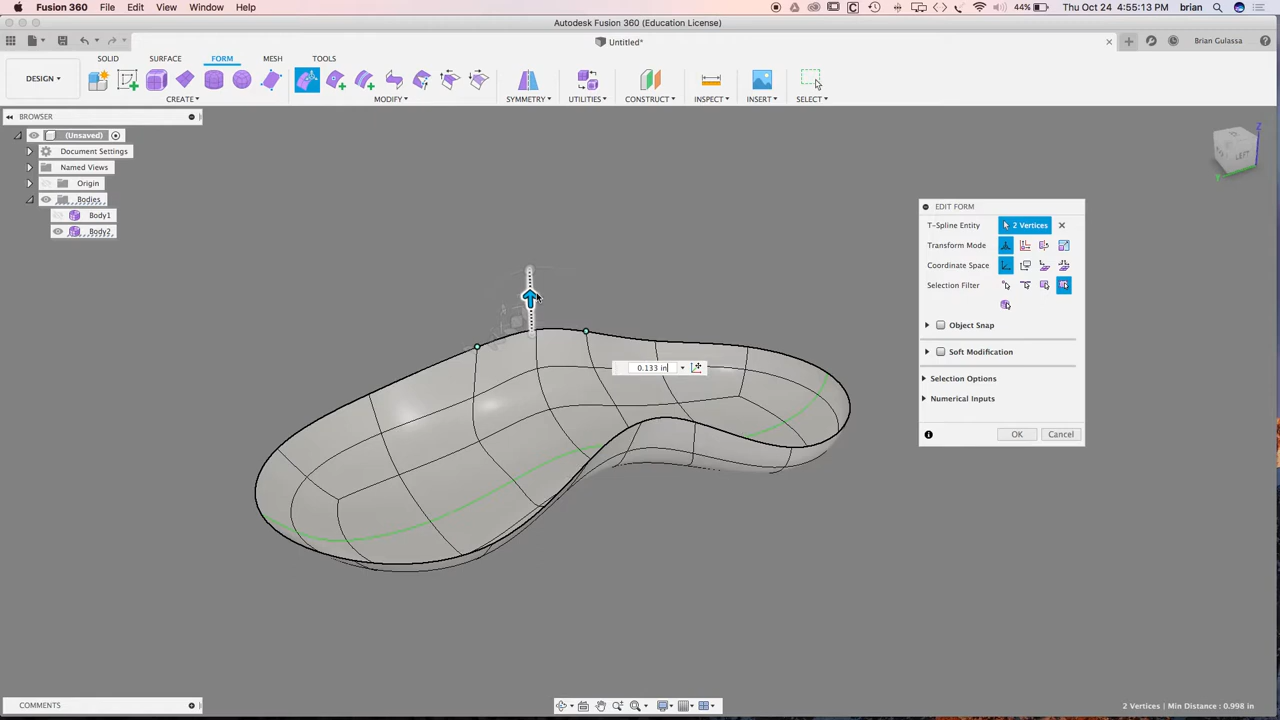 Fusion 360 File Edit View Window Help 44% Thu Oct 24 4:55:13 PM brian
Autodesk Fusion 360 (Education License)
Untitled* Brian Gulassa
SOLID SURFACE FORM MESH TOOLS
DESIGN
CREATE MODIFY SYMMETRY UTILITIES CONSTRUCT INSPECT INSERT SELECT
BROWSER
(Unsaved)
Document Settings
Named Views
Origin
Bodies
Body1
Body2
Z
LEFT
Y
EDIT FORM
T-Spline Entity 2 Vertices
Transform Mode
Coordinate Space
Selection Filter
Object Snap
Soft Modification
Selection Options
Numerical Inputs
OK Cancel
0.133 in
COMMENTS
2 Vertices | Min Distance : 0.998 in